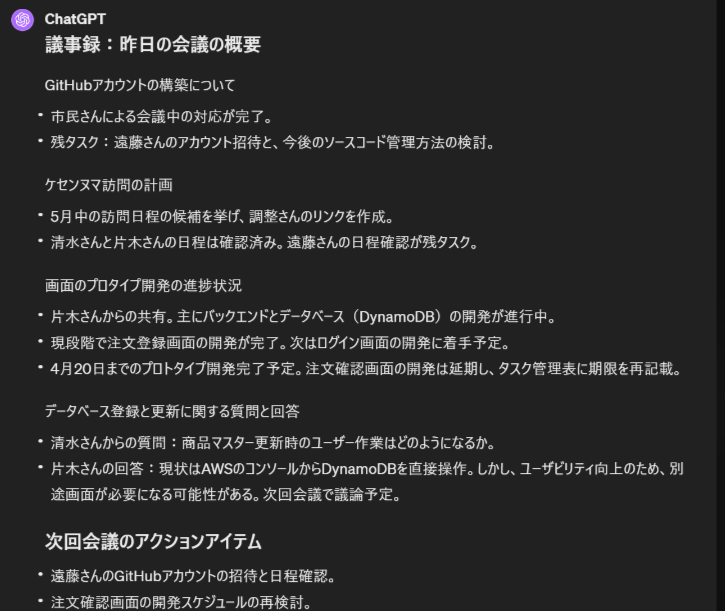 ChatGPT
議事録：昨日の会議の概要
GitHubアカウントの構築について
• 市民さんによる会議中の対応が完了。
• 残タスク：遠藤さんのアカウント招待と、今後のソースコード管理方法の検討。
ケセンヌマ訪問の計画
• 5月中の訪問日程の候補を挙げ、調整さんのリンクを作成。
• 清水さんと片木さんの日程は確認済み。遠藤さんの日程確認が残タスク。
画面のプロタイプ開発の進捗状況
• 片木さんからの共有。主にバックエンドとデータベース（DynamoDB）の開発が進行中。
• 現段階で注文登録画面の開発が完了。次はログイン画面の開発に着手予定。
• 4月20日までのプロトタイプ開発完了予定。注文確認画面の開発は延期し、タスク管理表に期限を再記載。
データベース登録と更新に関する質問と回答
• 清水さんからの質問：商品マスター更新時のユーザー作業はどのようになるか。
• 片木さんの回答：現状はAWSのコンソールからDynamoDBを直接操作。しかし、ユーザビリティ向上のため、別
途画面が必要になる可能性がある。次回会議で議論予定。
次回会議のアクションアイテム
• 遠藤さんのGitHubアカウントの招待と日程確認。
• 注文確認画面の開発スケジュールの再検討。